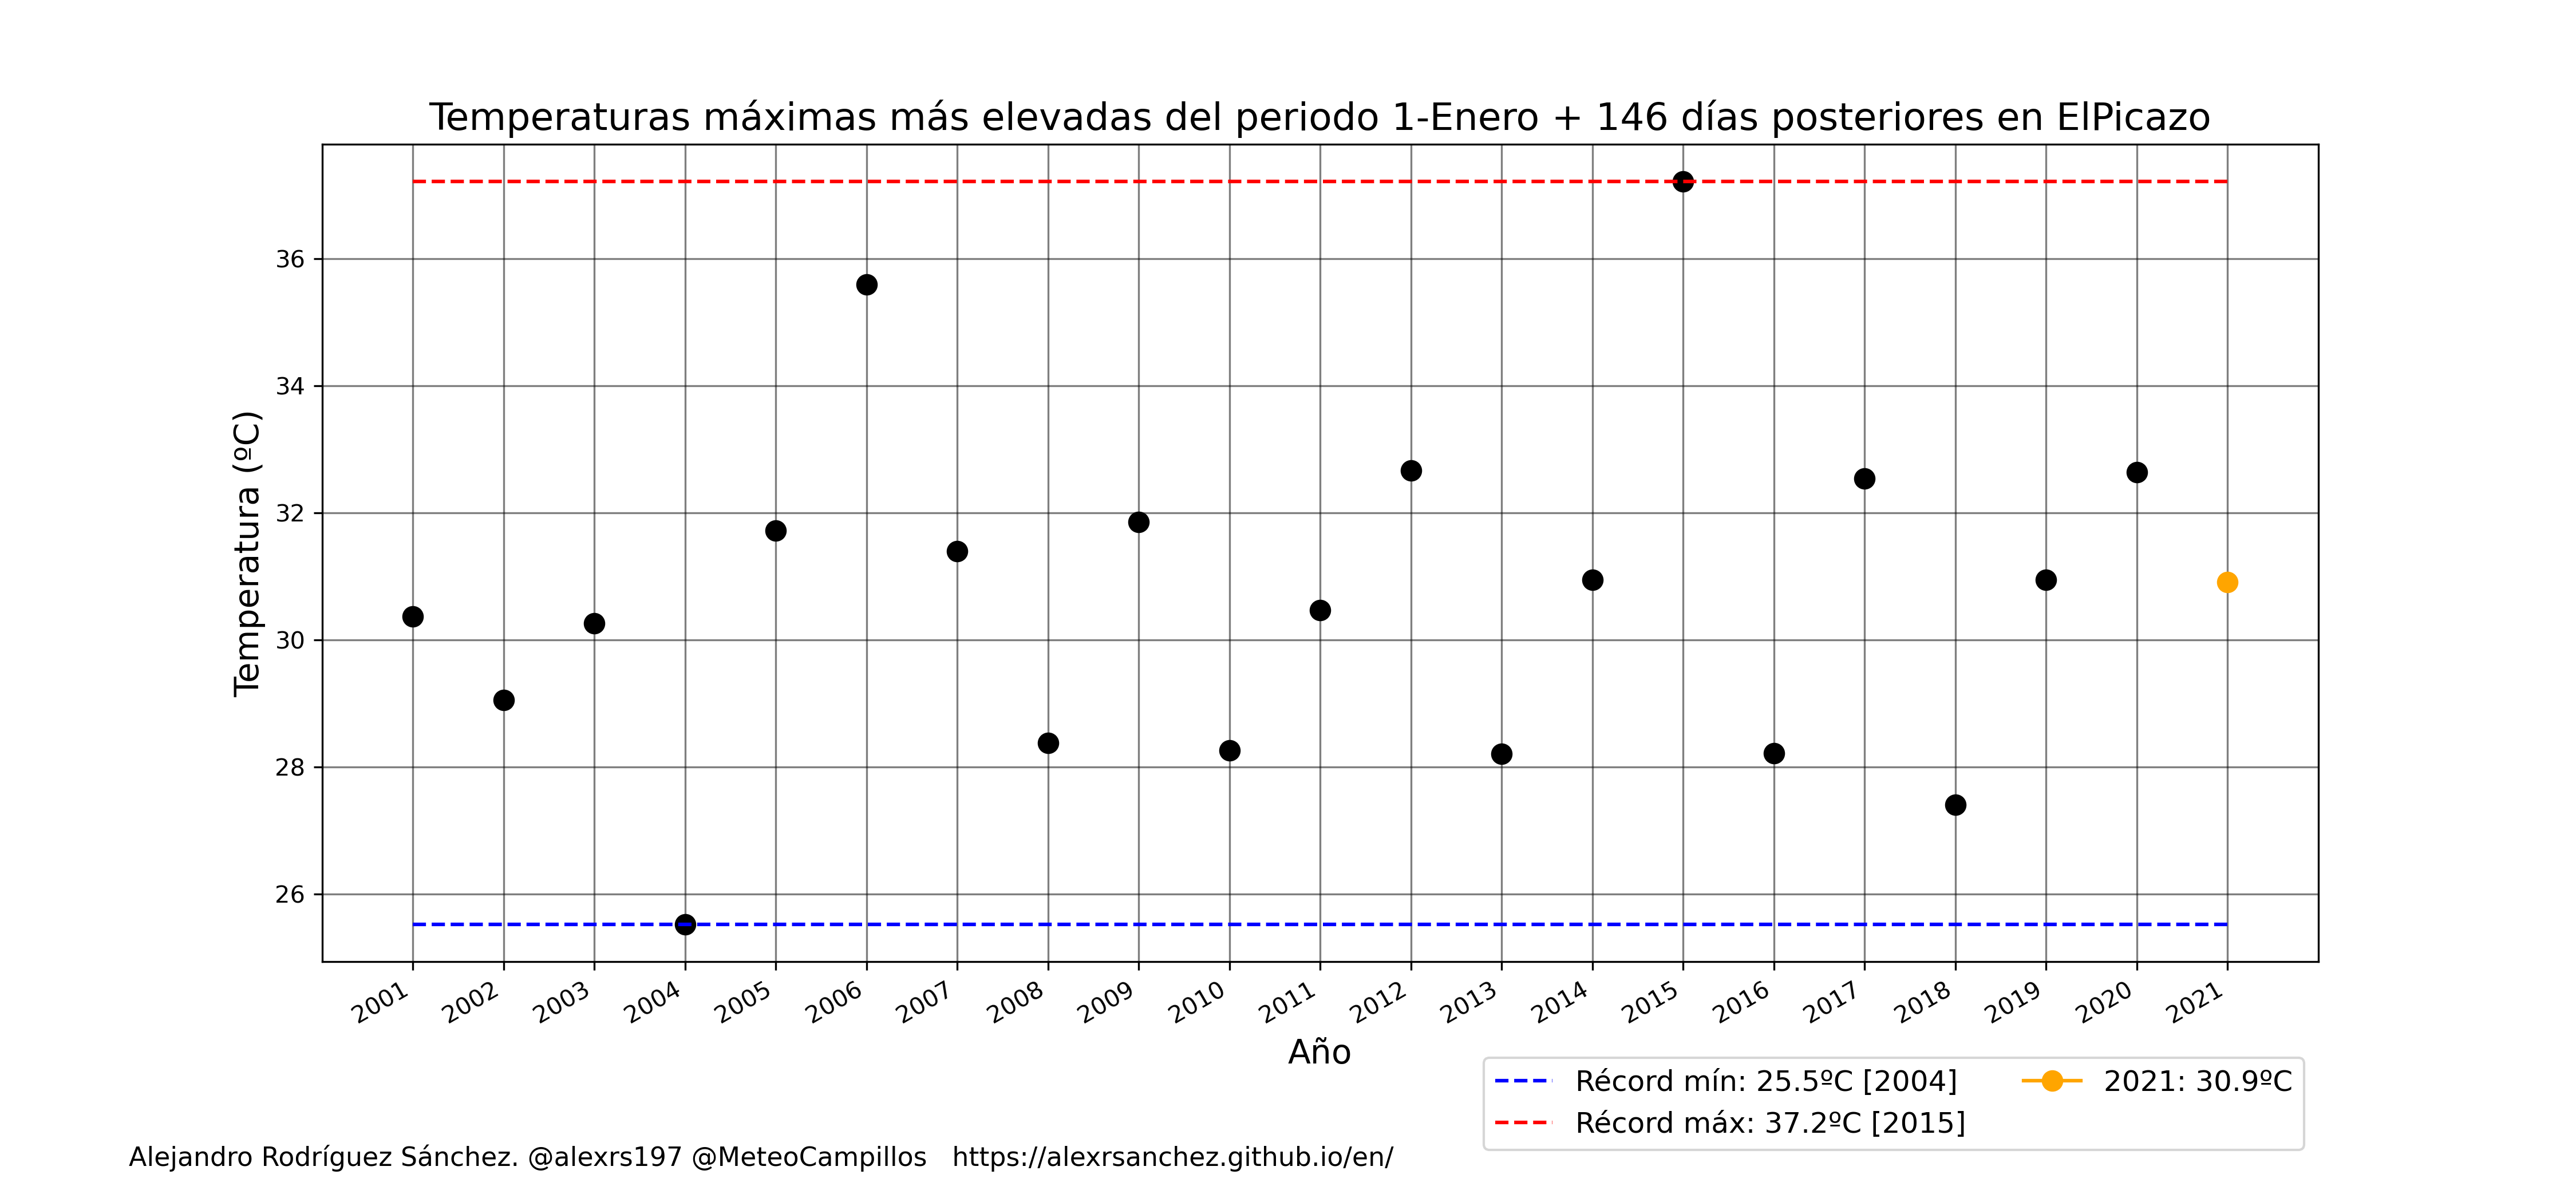 Temperaturas máximas más elevadas del periodo 1-Enero + 146 días posteriores en ElPicazo
Temperatura (ºC)
36
34
32
30
28
26
2001 2002 2003 2004 2005 2006 2007 2008 2009 2010 2011 2012 2013 2014 2015 2016 2017 2018 2019 2020 2021
Año
Récord mín: 25.5ºC [2004]
Récord máx: 37.2ºC [2015]
2021: 30.9ºC
Alejandro Rodríguez Sánchez. @alexrs197 @MeteoCampillos https://alexrsanchez.github.io/en/